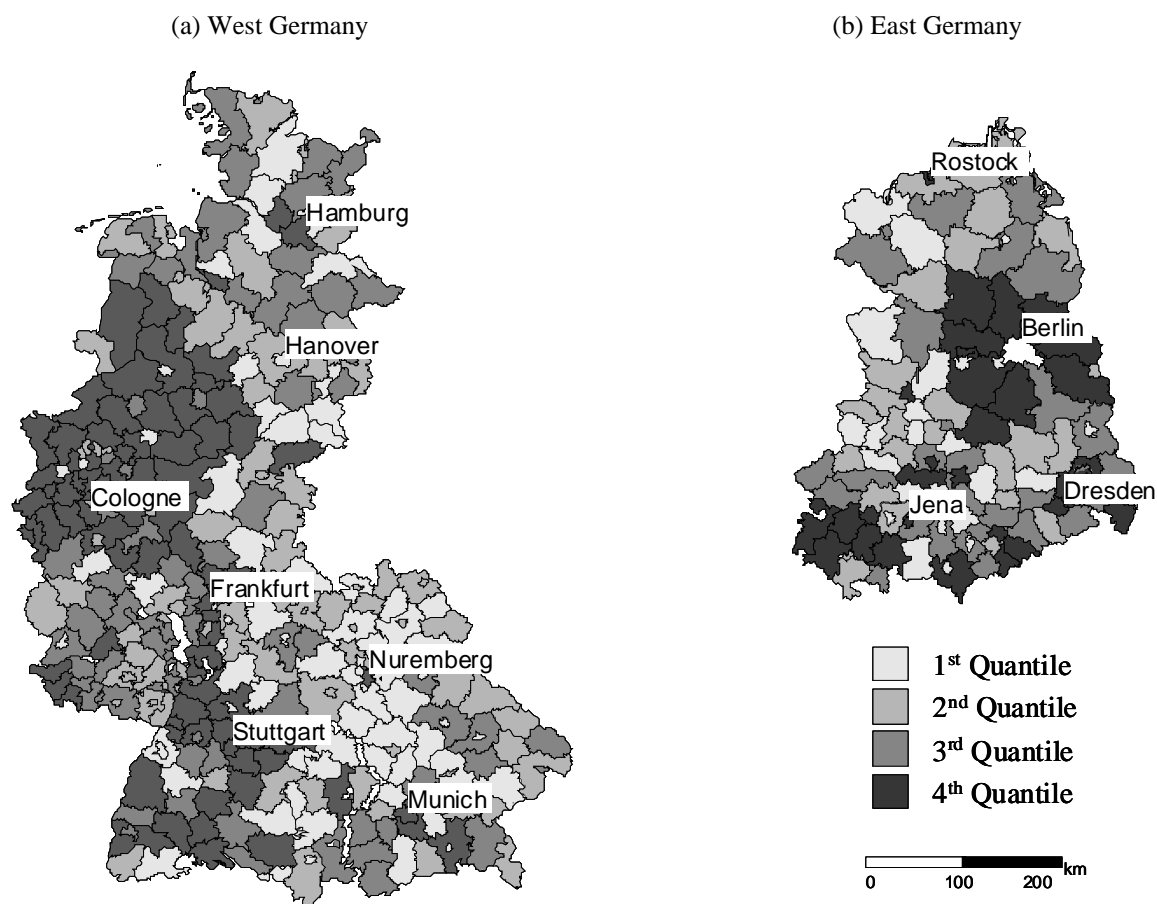 (a) West Germany
(b) East Germany
Hamburg
Hanover
Cologne
Frankfurt
Nuremberg
Stuttgart
Munich
Rostock
Berlin
Dresden
Jena
1st Quantile
2nd Quantile
3rd Quantile
4th Quantile
0 100 200 km